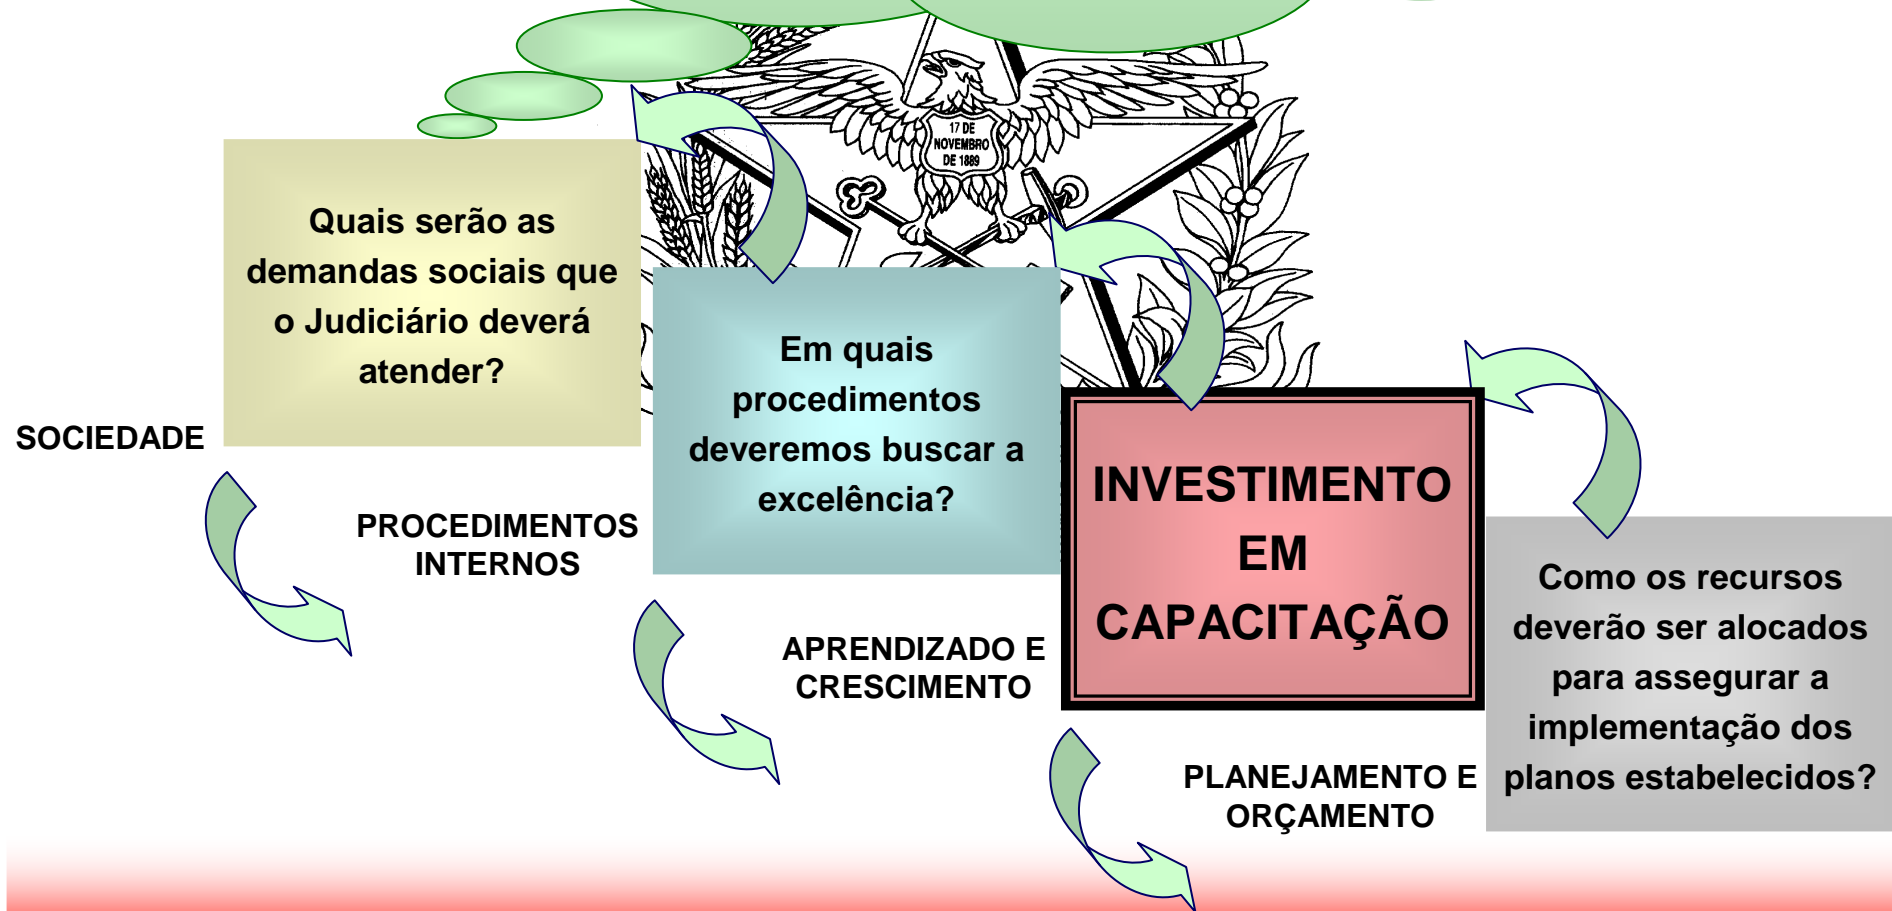 17 DE
NOVEMBRO
DE 1889
Quais serão as
demandas sociais que
o Judiciário deverá
atender?
SOCIEDADE
Em quais
procedimentos
deveremos buscar a
excelência?
PROCEDIMENTOS
INTERNOS
INVESTIMENTO
EM
CAPACITAÇÃO
APRENDIZADO E
CRESCIMENTO
Como os recursos
deverão ser alocados
para assegurar a
implementação dos
planos estabelecidos?
PLANEJAMENTO E
ORÇAMENTO